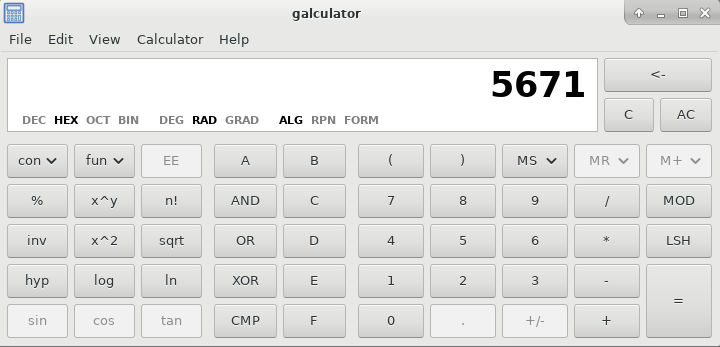 galculator
File Edit View Calculator Help
5671
DEC HEX OCT BIN DEG RAD GRAD ALG RPN FORM
<-
C AC
con fun EE A B ( ) MS MR M+
% x^y n! AND C 7 8 9 / MOD
inv x^2 sqrt OR D 4 5 6 * LSH
hyp log ln XOR E 1 2 3 - =
sin cos tan CMP F 0 . +/- +